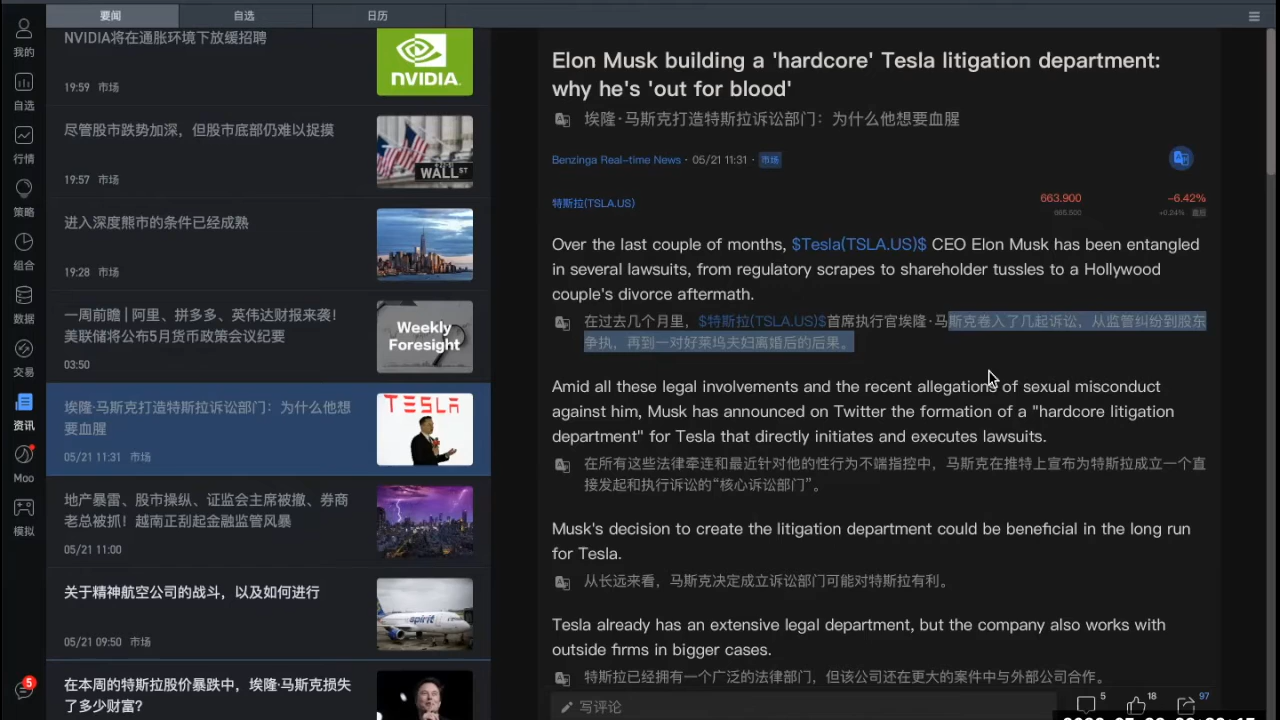 要闻
自选
日历
我的
自选
行情
策略
组合
数据
交易
资讯
Moo
模拟
5
NVIDIA将在通胀环境下放缓招聘
19:59 市场
NVIDIA.
尽管股市跌势加深，但股市底部仍难以捉摸
19:57 市场
WALL ST
进入深度熊市的条件已经成熟
19:28 市场
一周前瞻 | 阿里、拼多多、英伟达财报来袭！
美联储将公布5月货币政策会议纪要
03:50
Weekly
Foresight
埃隆·马斯克打造特斯拉诉讼部门：为什么他想
要血腥
05/21 11:31 市场
TESLA
地产暴雷、股市操纵、证监会主席被撤、券商
老总被抓！越南正刮起金融监管风暴
05/21 11:00
关于精神航空公司的战斗，以及如何进行
05/21 09:50 市场
spirit
在本周的特斯拉股价暴跌中，埃隆·马斯克损失
了多少财富？
Elon Musk building a 'hardcore' Tesla litigation department:
why he's 'out for blood'
埃隆·马斯克打造特斯拉诉讼部门：为什么他想要血腥
Benzinga Real-time News · 05/21 11:31 · 市场
特斯拉(TSLA.US)
663.900 -6.42%
665.500 +0.24%
Over the last couple of months, $Tesla(TSLA.US)$ CEO Elon Musk has been entangled
in several lawsuits, from regulatory scrapes to shareholder tussles to a Hollywood
couple's divorce aftermath.
在过去几个月里，$特斯拉(TSLA.US)$首席执行官埃隆·马斯克卷入了几起诉讼，从监管纠纷到股东
争执，再到一对好莱坞夫妇离婚后的后果。
Amid all these legal involvements and the recent allegations of sexual misconduct
against him, Musk has announced on Twitter the formation of a "hardcore litigation
department" for Tesla that directly initiates and executes lawsuits.
在所有这些法律牵连和最近针对他的性行为不端指控中，马斯克在推特上宣布为特斯拉成立一个直
接发起和执行诉讼的“核心诉讼部门”。
Musk's decision to create the litigation department could be beneficial in the long run
for Tesla.
从长远来看，马斯克决定成立诉讼部门可能对特斯拉有利。
Tesla already has an extensive legal department, but the company also works with
outside firms in bigger cases.
特斯拉已经拥有一个广泛的法律部门，但该公司还在更大的案件中与外部公司合作。
写评论
5
18
97